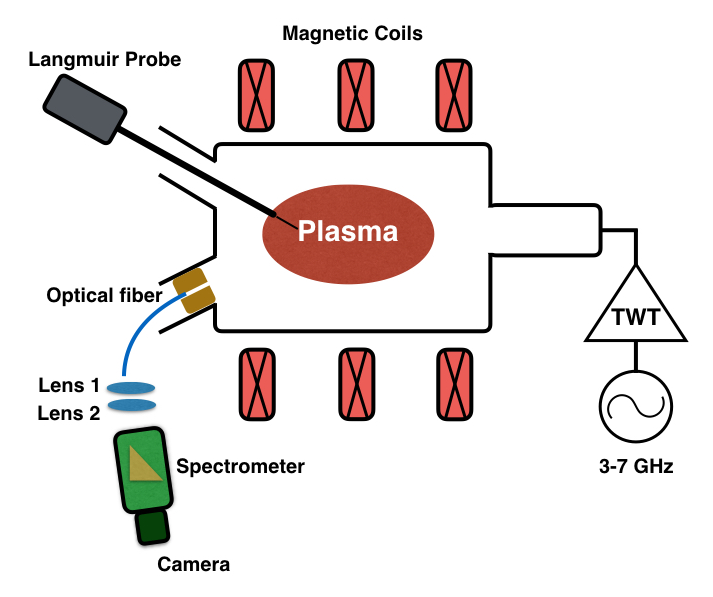 Magnetic Coils
Langmuir Probe
Plasma
Optical fiber
TWT
Lens 1
Lens 2
Spectrometer
3-7 GHz
Camera